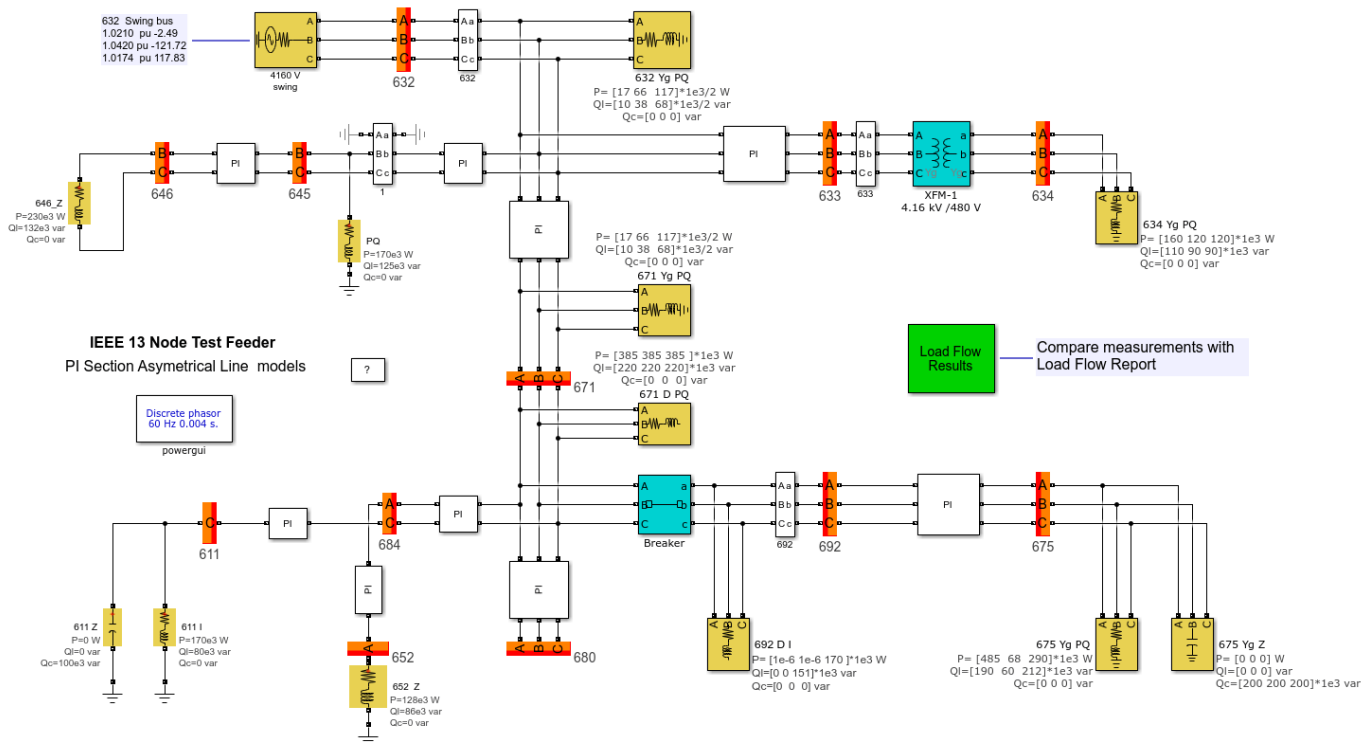 632 Swing bus
1.0210 pu -2.49
1.0420 pu -121.72
1.0174 pu 117.83
A
B
C
4160 V
swing
A
B
C
632
Aa
Bb
Cc
632
A
B
C
632 Yg PQ
P= [17 66 117]*1e3/2 W
Ql=[10 38 68]*1e3/2 var
Qc=[0 0 0] var
646_Z
P=230e3 W
Ql=132e3 var
Qc=0 var
B
C
646
PI
B
C
645
Aa
Bb
Cc
1
PI
PQ
P=170e3 W
Ql=125e3 var
Qc=0 var
PI
A
B
C
633
Aa
Bb
Cc
633
A
B
C
a
b
c
Yg
Yg
XFM-1
4.16 kV /480 V
A
B
C
634
A
B
C
634 Yg PQ
P= [160 120 120]*1e3 W
Ql=[110 90 90]*1e3 var
Qc=[0 0 0] var
PI
P= [17 66 117]*1e3/2 W
Ql=[10 38 68]*1e3/2 var
Qc=[0 0 0] var
671 Yg PQ
A
B
C
IEEE 13 Node Test Feeder
PI Section Asymetrical Line models
?
Discrete phasor
60 Hz 0.004 s.
powergui
P= [385 385 385 ]*1e3 W
Ql=[220 220 220]*1e3 var
Qc=[0 0 0] var
A
B
C
671
671 D PQ
A
B
C
Load Flow
Results
Compare measurements with
Load Flow Report
C
611
PI
A
C
684
PI
A
B
C
a
b
c
Breaker
Aa
Bb
Cc
692
A
B
C
692
PI
A
B
C
675
611 Z
P=0 W
Ql=0 var
Qc=100e3 var
611 I
P=170e3 W
Ql=80e3 var
Qc=0 var
PI
A
652
652 Z
P=128e3 W
Ql=86e3 var
Qc=0 var
PI
A
B
C
680
A
B
C
692 D I
P= [1e-6 1e-6 170 ]*1e3 W
Ql=[0 0 151]*1e3 var
Qc=[0 0 0] var
675 Yg PQ
P= [485 68 290]*1e3 W
Ql=[190 60 212]*1e3 var
Qc=[0 0 0] var
A
B
C
A
B
C
675 Yg Z
P= [0 0 0] W
Ql=[0 0 0] var
Qc=[200 200 200]*1e3 var